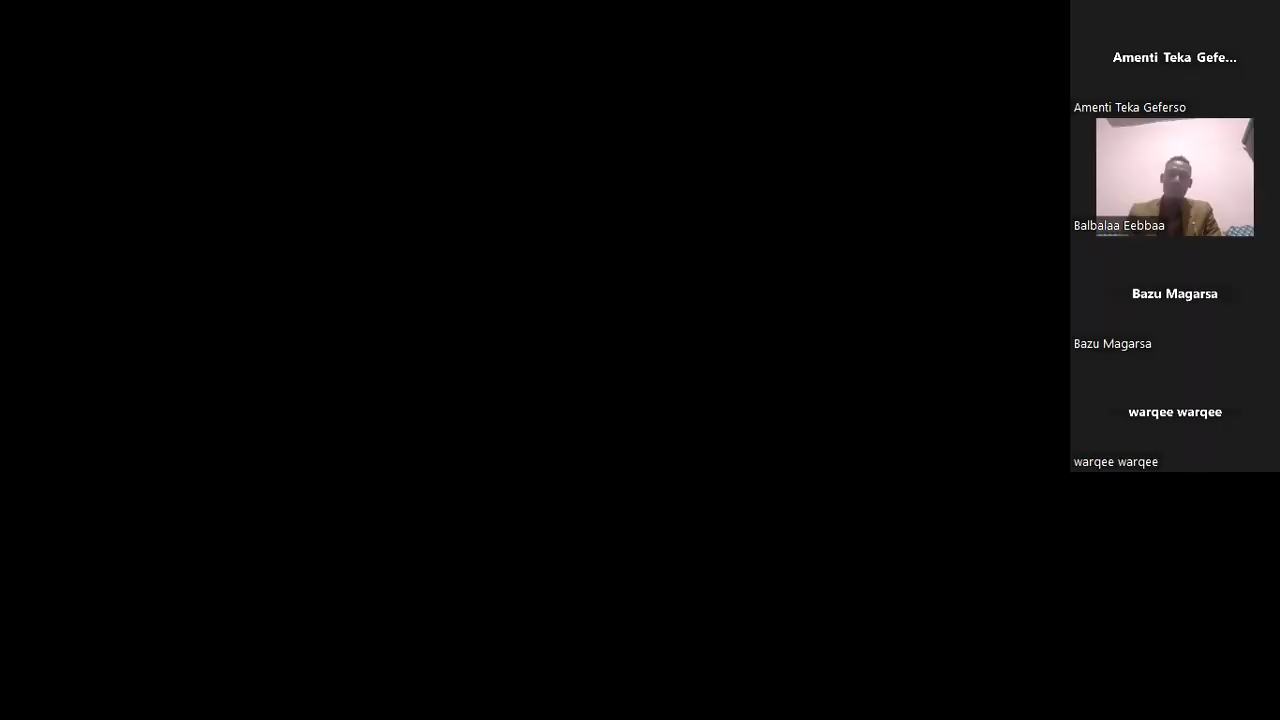 Amenti Teka Gefe...
Amenti Teka Geferso
Balbalaa Eebbaa
Bazu Magarsa
Bazu Magarsa
warqee warqee
warqee warqee